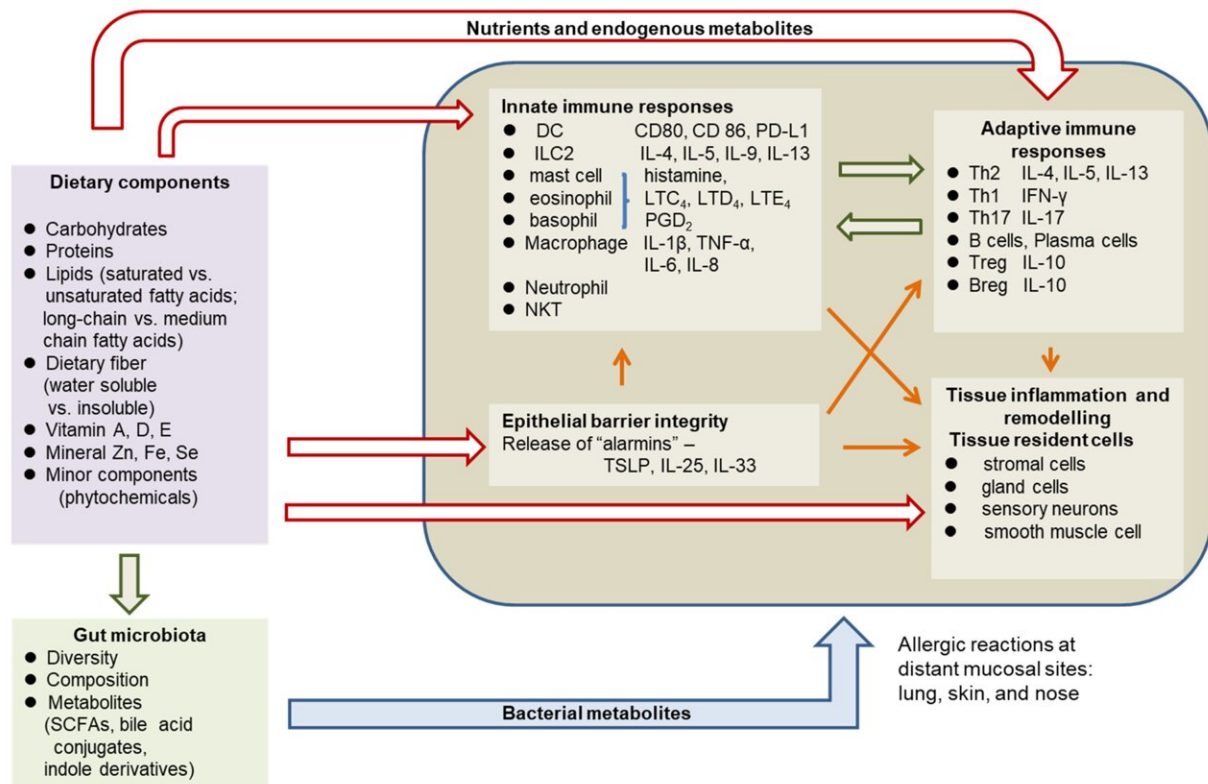 Nutrients and endogenous metabolites
Dietary components
● Carbohydrates
● Proteins
● Lipids (saturated vs.
unsaturated fatty acids;
long-chain vs. medium
chain fatty acids)
● Dietary fiber
(water soluble
vs. insoluble)
● Vitamin A, D, E
● Mineral Zn, Fe, Se
● Minor components
(phytochemicals)
Gut microbiota
● Diversity
● Composition
● Metabolites
(SCFAs, bile acid
conjugates,
indole derivatives)
Innate immune responses
● DC CD80, CD 86, PD-L1
● ILC2 IL-4, IL-5, IL-9, IL-13
● mast cell histamine,
● eosinophil LTC₄, LTD₄, LTE₄
● basophil PGD₂
● Macrophage IL-1β, TNF-α,
IL-6, IL-8
● Neutrophil
● NKT
Epithelial barrier integrity
Release of “alarmins” –
TSLP, IL-25, IL-33
Adaptive immune
responses
● Th2 IL-4, IL-5, IL-13
● Th1 IFN-γ
● Th17 IL-17
● B cells, Plasma cells
● Treg IL-10
● Breg IL-10
Tissue inflammation and
remodelling
Tissue resident cells
● stromal cells
● gland cells
● sensory neurons
● smooth muscle cell
Bacterial metabolites
Allergic reactions at
distant mucosal sites:
lung, skin, and nose